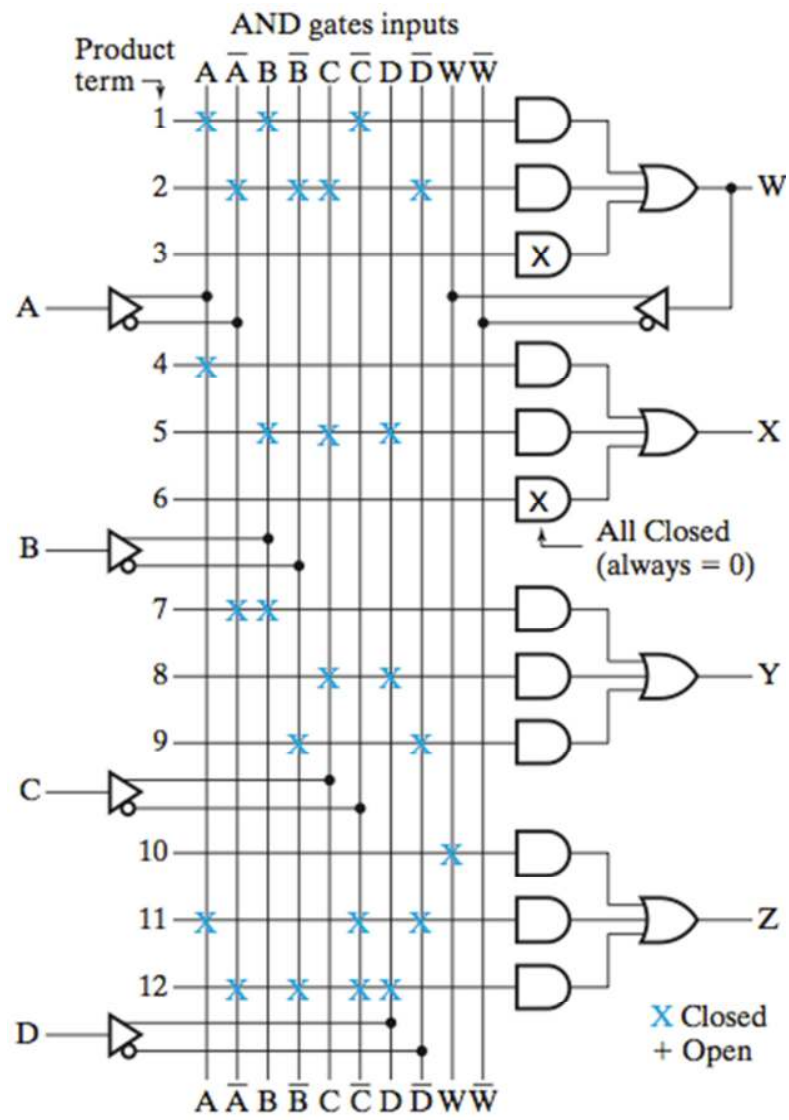 AND gates inputs
Product
term
A A̅ B B̅ C C̅ D D̅ W W̅
1
2
W
3
X
A
4
5
X
6
X
B
All Closed
(always = 0)
7
8
Y
9
C
10
11
Z
12
D
X Closed
+ Open
A A̅ B B̅ C C̅ D D̅ W W̅